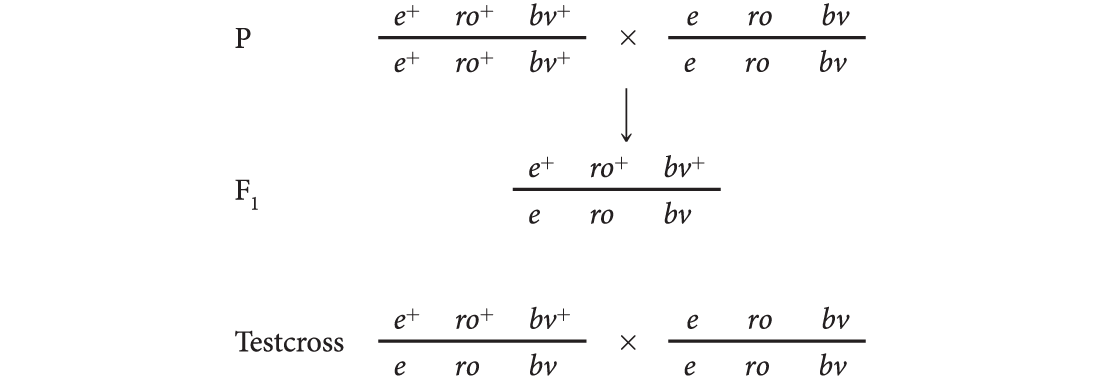 e⁺ ro⁺ bv⁺ e ro bv
P ×
e⁺ ro⁺ bv⁺ e ro bv
e⁺ ro⁺ bv⁺
F₁
e ro bv
e⁺ ro⁺ bv⁺ e ro bv
Testcross ×
e ro bv e ro bv